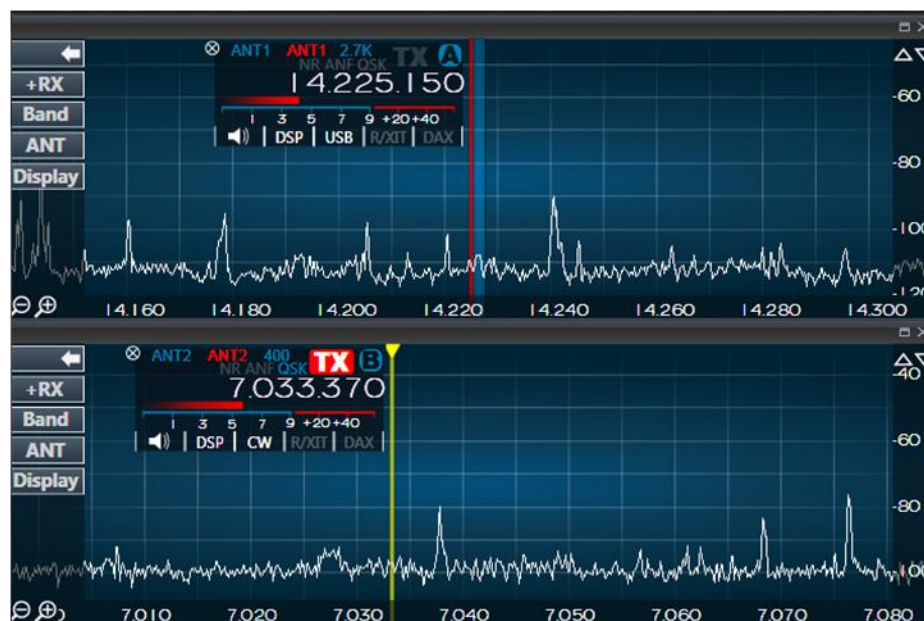 ANT1 ANT1 2.7K TX A
NR ANF QSK
+RX
14.225.150
-60
Band
1 3 5 7 9 +20 +40
ANT
DSP USB R/XIT DAX
-80
Display
-100
-120
14.160 14.180 14.200 14.220 14.240 14.260 14.280 14.300
ANT2 ANT2 400 TX B
NR ANF QSK
-40
+RX
7.033.370
Band
1 3 5 7 9 +20 +40
ANT
DSP CW R/XIT DAX
-60
Display
-80
-100
7.010 7.020 7.030 7.040 7.050 7.060 7.070 7.080